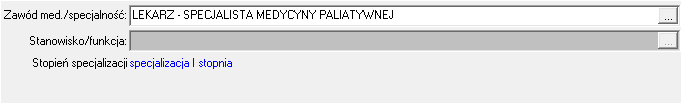 Zawód med./specjalność: LEKARZ - SPECJALISTA MEDYCYNY PALIATYWNEJ ...
Stanowisko/funkcja: ...
Stopień specjalizacji specjalizacja I stopnia